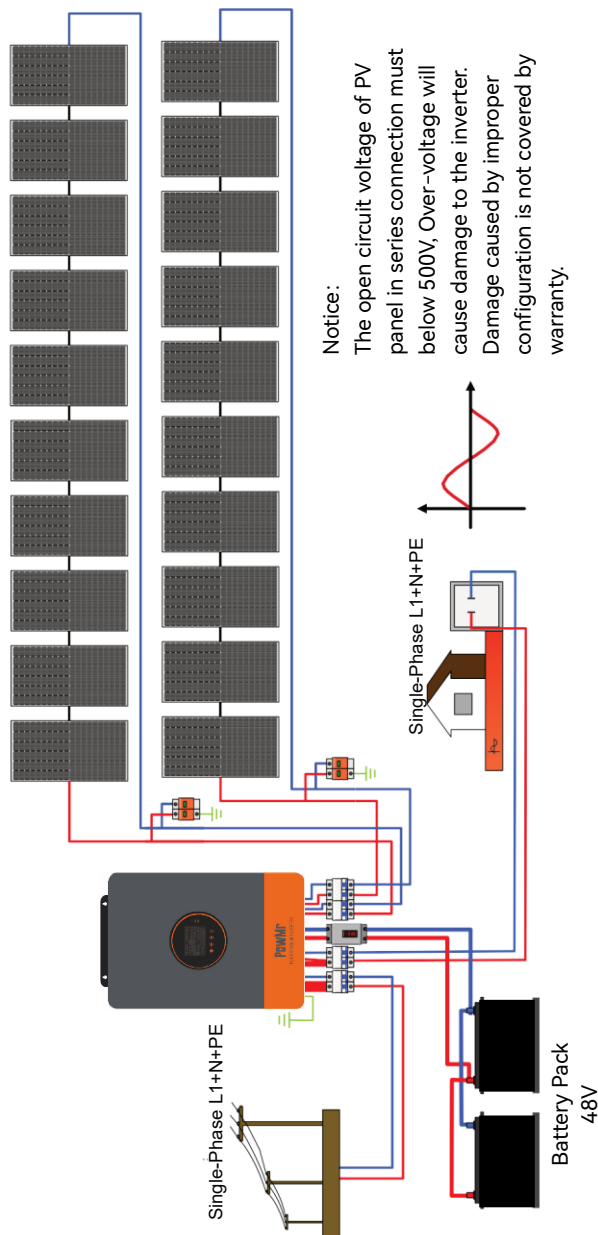 Notice:
The open circuit voltage of PV
panel in series connection must
below 500V, Over-voltage will
cause damage to the inverter.
Damage caused by improper
configuration is not covered by
warranty.
Single-Phase L1+N+PE
Single-Phase L1+N+PE
PowMr
Battery Pack
48V